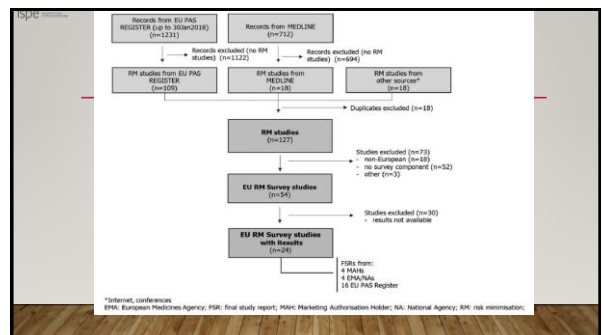 ispe
Records from EU PAS
REGISTER (up to 30Jan2018)
(n=1231)
Records from MEDLINE
(n=712)
Records excluded (no RM
studies) (n=1122)
Records excluded (no RM
studies) (n=694)
RM studies from EU PAS
REGISTER
(n=109)
RM studies from
MEDLINE
(n=18)
RM studies from
other sources*
(n=18)
Duplicates excluded (n=18)
RM studies
(n=127)
Studies excluded (n=73)
- non-European (n=18)
- no survey component (n=52)
- other (n=3)
EU RM Survey studies
(n=54)
Studies excluded (n=30)
- results not available
EU RM Survey studies
with Results
(n=24)
FSRs from:
4 MAHs
4 EMA/NAs
16 EU PAS Register
*Internet, conferences
EMA: European Medicines Agency; FSR: final study report; MAH: Marketing Authorisation Holder; NA: National Agency; RM: risk minimisation;